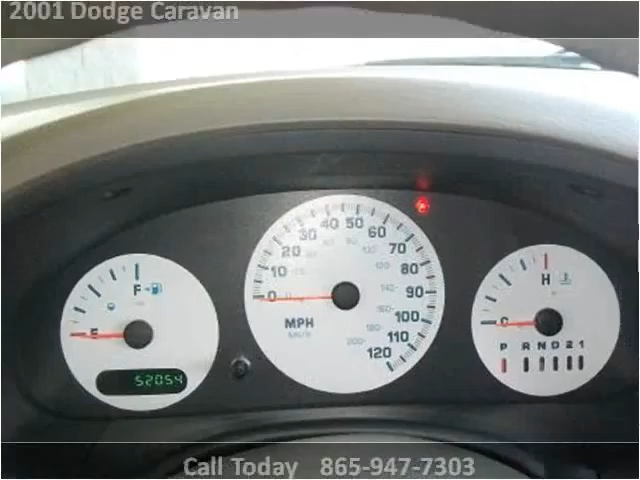 2001 Dodge Caravan
0 10 20 30 40 50 60 70 80 90 100 110 120
MPH
km/h
F
E
52054
H
C
P R N D 2 1
Call Today 865-947-7303